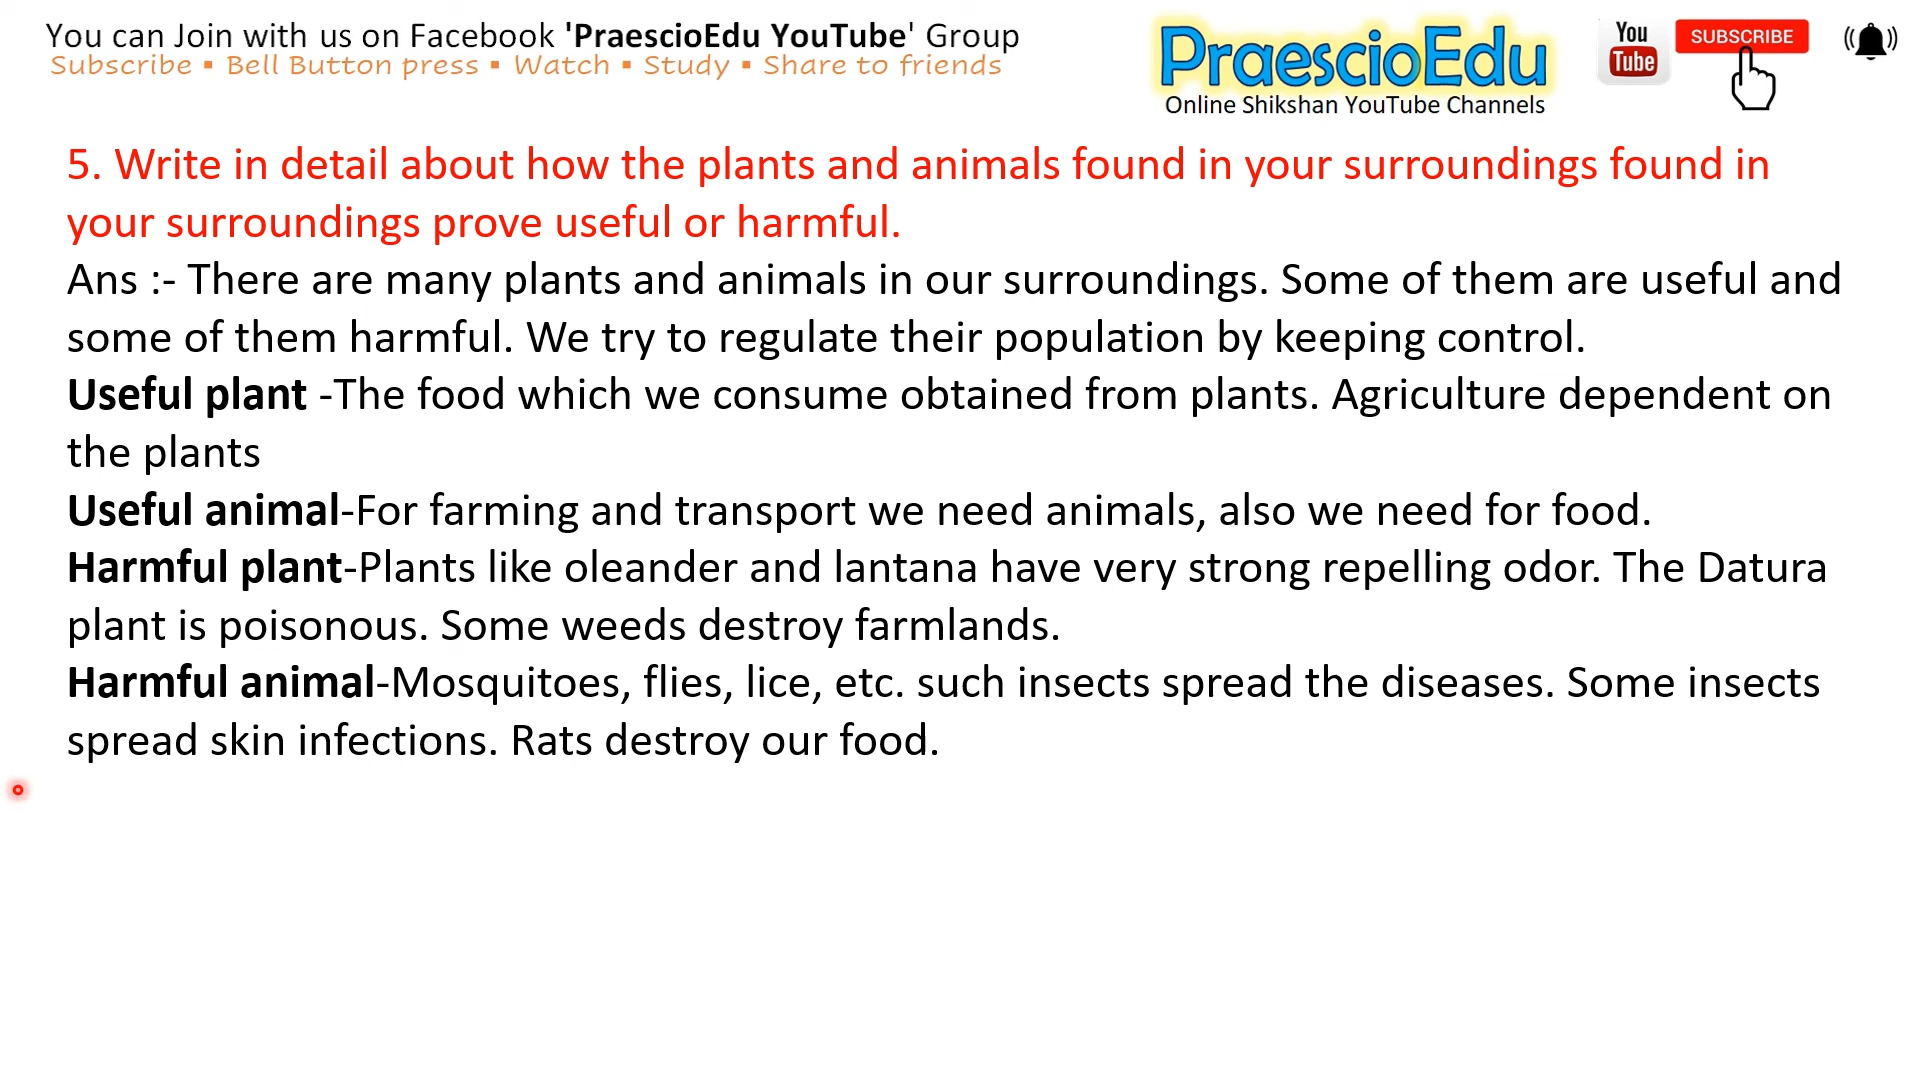 You can Join with us on Facebook 'PraescioEdu YouTube' Group
Subscribe ▪ Bell Button press ▪ Watch ▪ Study ▪ Share to friends
PraescioEdu
Online Shikshan YouTube Channels
You
Tube
SUBSCRIBE
5. Write in detail about how the plants and animals found in your surroundings found in
your surroundings prove useful or harmful.
Ans :- There are many plants and animals in our surroundings. Some of them are useful and
some of them harmful. We try to regulate their population by keeping control.
Useful plant -The food which we consume obtained from plants. Agriculture dependent on
the plants
Useful animal-For farming and transport we need animals, also we need for food.
Harmful plant-Plants like oleander and lantana have very strong repelling odor. The Datura
plant is poisonous. Some weeds destroy farmlands.
Harmful animal-Mosquitoes, flies, lice, etc. such insects spread the diseases. Some insects
spread skin infections. Rats destroy our food.